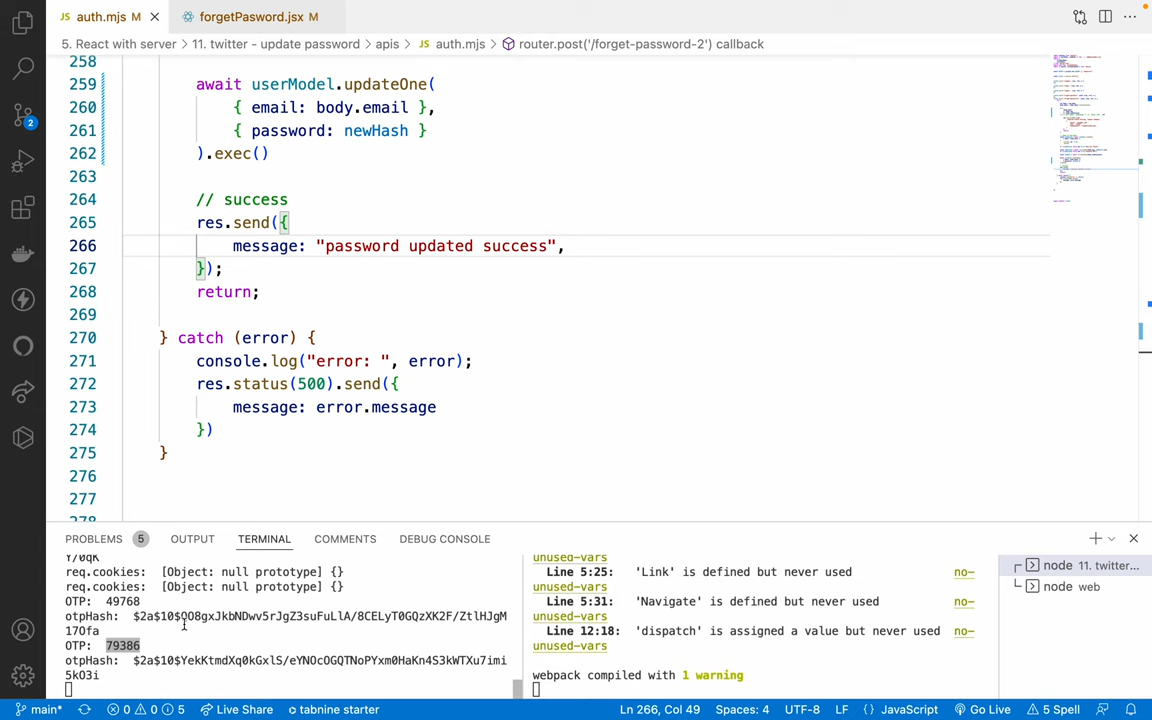 JS auth.mjs M ×
forgetPasword.jsx M
5. React with server > 11. twitter - update password > apis > JS auth.mjs > router.post('/forget-password-2') callback
258
259 await userModel.updateOne(
260 { email: body.email },
261 { password: newHash }
262 ).exec()
263
264 // success
265 res.send({
266 message: "password updated success",
267 });
268 return;
269
270 } catch (error) {
271 console.log("error: ", error);
272 res.status(500).send({
273 message: error.message
274 })
275 }
276
277
278
2
PROBLEMS 5 OUTPUT TERMINAL COMMENTS DEBUG CONSOLE
Y/0qK
req.cookies: [Object: null prototype] {}
req.cookies: [Object: null prototype] {}
OTP: 49768
otpHash: $2a$10$OO8gxJkbNDwv5rJgZ3suFuLlA/8CELyT0GQzXK2F/ZtlHJgM
17Ofa
OTP: 79386
otpHash: $2a$10$YekKtmdXq0kGxlS/eYNOcOGQTNoPYxm0HaKn4S3kWTXu7imi
5kO3i
unused-vars
Line 5:25: 'Link' is defined but never used no-
unused-vars
Line 5:31: 'Navigate' is defined but never used no-
unused-vars
Line 12:18: 'dispatch' is assigned a value but never used no-
unused-vars
webpack compiled with 1 warning
node 11. twitter...
node web
main* 0 0 5 Live Share tabnine starter Ln 266, Col 49 Spaces: 4 UTF-8 LF {} JavaScript Go Live 5 Spell